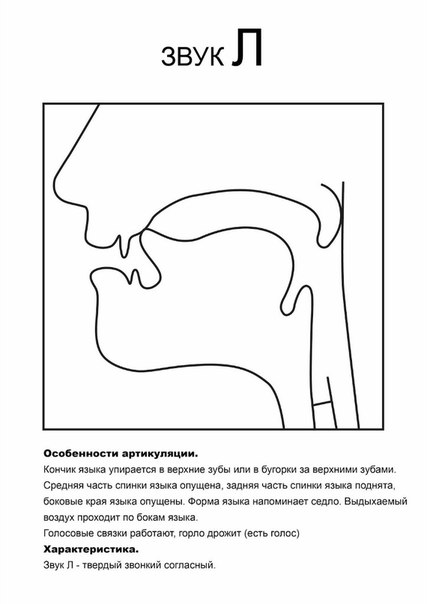 ЗВУК Л
Особенности артикуляции.
Кончик языка упирается в верхние зубы или в бугорки за верхними зубами.
Средняя часть спинки языка опущена, задняя часть спинки языка поднята,
боковые края языка опущены. Форма языка напоминает седло. Выдыхаемый
воздух проходит по бокам языка.
Голосовые связки работают, горло дрожит (есть голос)
Характеристика.
Звук Л - твердый звонкий согласный.